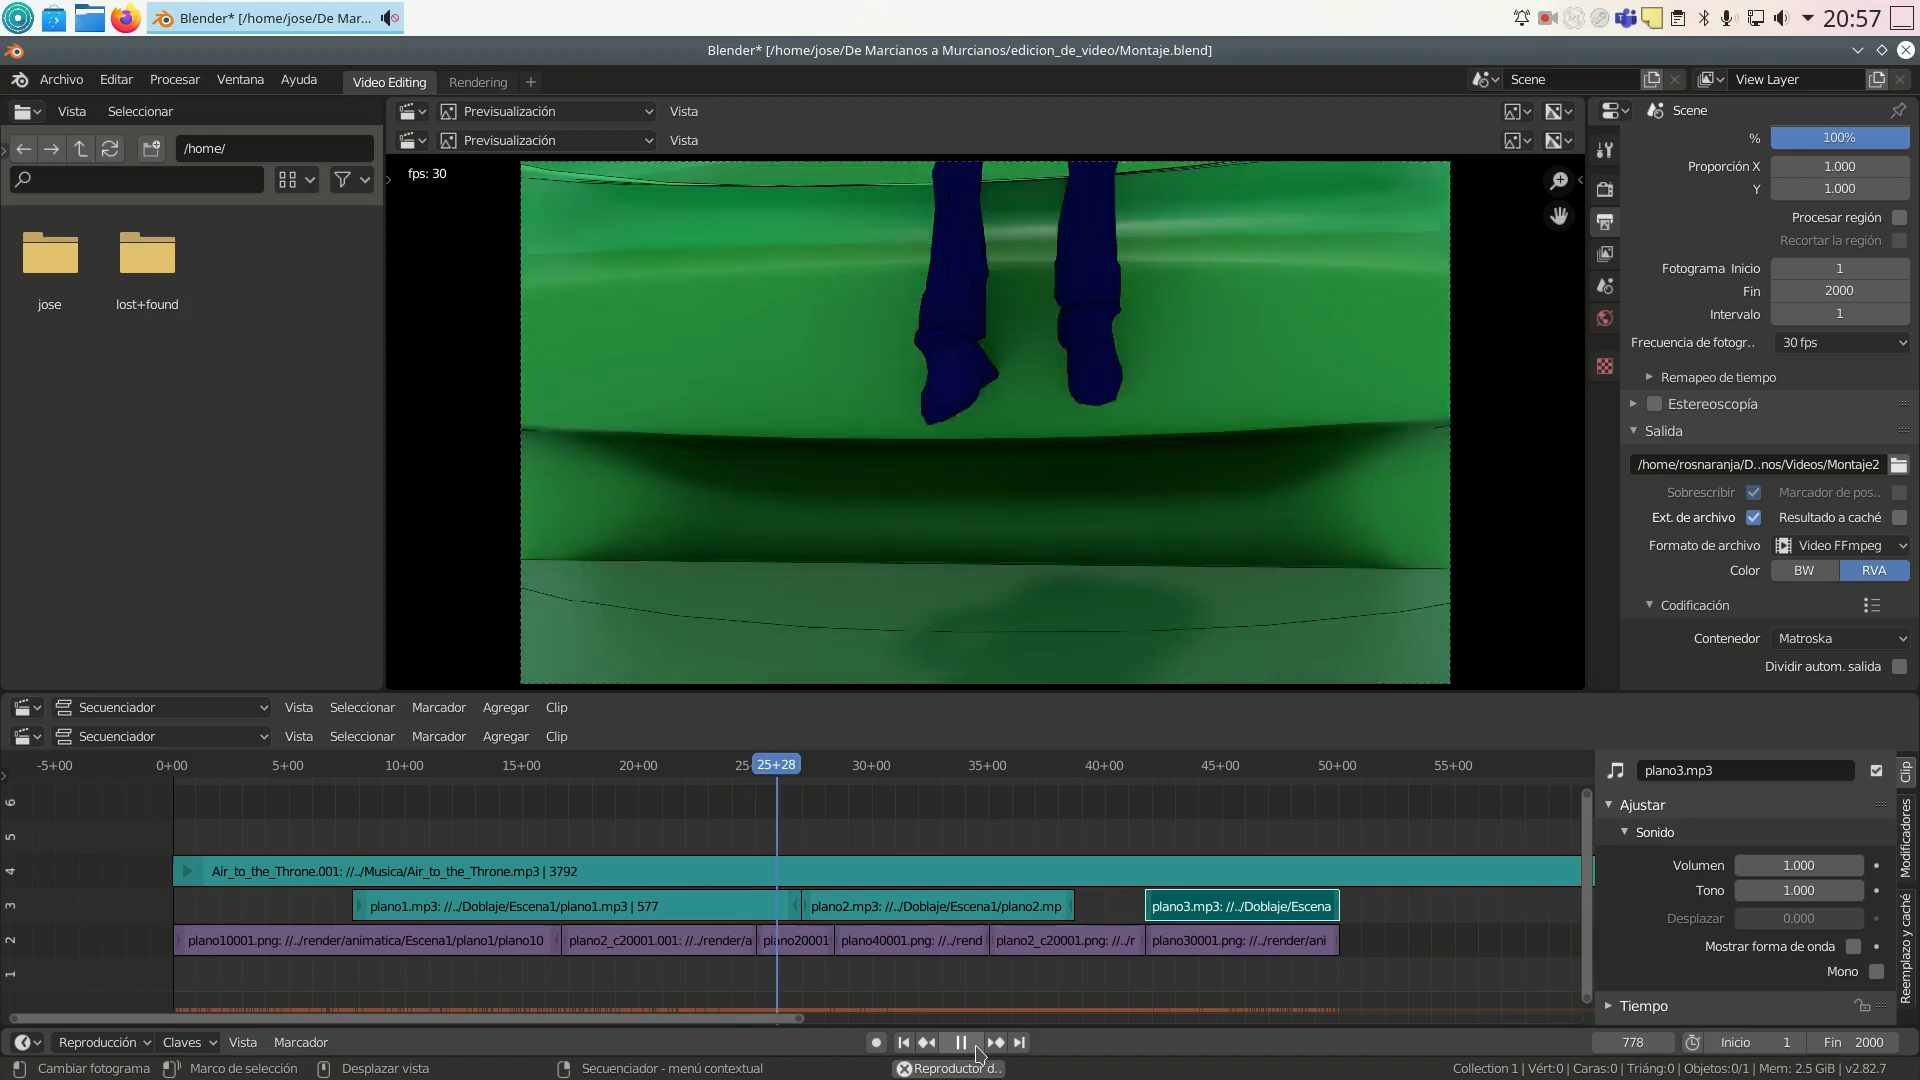 Blender* [/home/jose/De Mar...
20:57
Blender* [/home/jose/De Marcianos a Murcianos/edicion_de_video/Montaje.blend]
Archivo Editar Procesar Ventana Ayuda Video Editing Rendering + Scene View Layer
Vista Seleccionar Previsualización Vista Scene
/home/ Previsualización Vista
% 100%
fps: 30
Proporción X 1.000
Y 1.000
Procesar región
Recortar la región
Fotograma Inicio 1
Fin 2000
jose lost+found
Intervalo 1
Frecuencia de fotogr.. 30 fps
Remapeo de tiempo
Estereoscopía
Salida
/home/rosnaranja/D..nos/Videos/Montaje2
Sobrescribir Marcador de pos..
Ext. de archivo Resultado a caché
Formato de archivo Video FFmpeg
Color BW RVA
Codificación
Contenedor Matroska
Dividir autom. salida
Secuenciador Vista Seleccionar Marcador Agregar Clip
Secuenciador Vista Seleccionar Marcador Agregar Clip
-5+00 0+00 5+00 10+00 15+00 20+00 25+28 30+00 35+00 40+00 45+00 50+00 55+00
plano3.mp3
Clip
Modificadores
Reemplazo y caché
6
5
4
3
2
1
Air_to_the_Throne.001: //../Musica/Air_to_the_Throne.mp3 | 3792
plano1.mp3: //../Doblaje/Escena1/plano1.mp3 | 577 plano2.mp3: //../Doblaje/Escena1/plano2.mp plano3.mp3: //../Doblaje/Escena
plano10001.png: //../render/animatica/Escena1/plano1/plano10 plano2_c20001.001: //../render/a plano20001 plano40001.png: //../rend plano2_c20001.png: //../r plano30001.png: //../render/ani
Ajustar
Sonido
Volumen 1.000
Tono 1.000
Desplazar 0.000
Mostrar forma de onda
Mono
Tiempo
Reproducción Claves Vista Marcador 778 Inicio 1 Fin 2000
Cambiar fotograma Marco de selección Desplazar vista Secuenciador - menú contextual Reproductor d.. Collection 1 | Vért:0 | Caras:0 | Triáng:0 | Objetos:0/1 | Mem: 2.5 GiB | v2.82.7